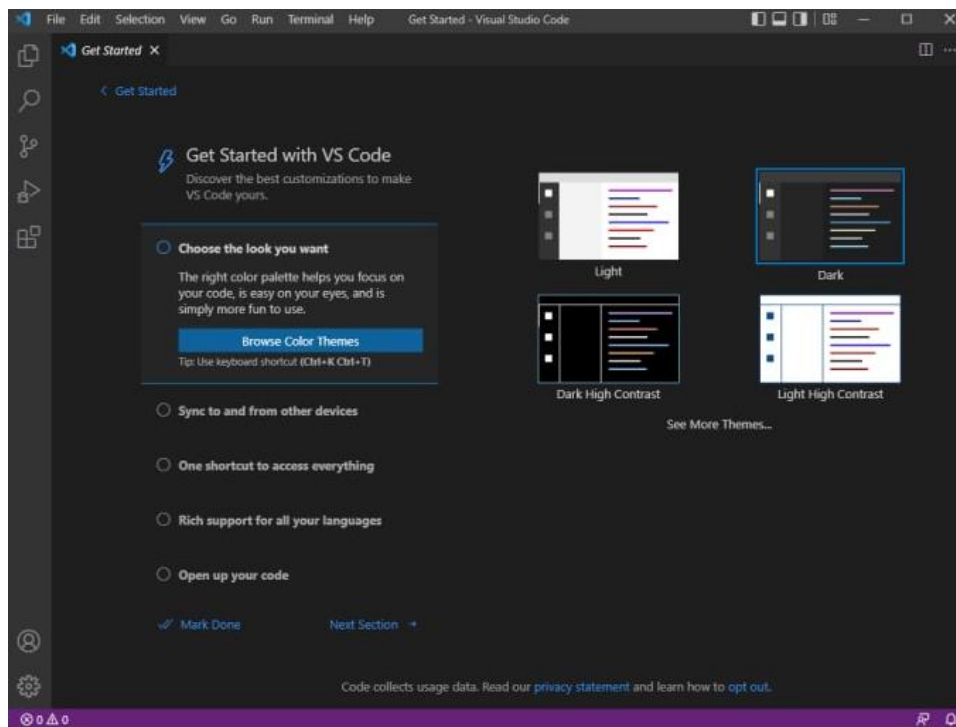 File Edit Selection View Go Run Terminal Help Get Started - Visual Studio Code
Get Started
Get Started
Get Started with VS Code
Discover the best customizations to make
VS Code yours.
Choose the look you want
The right color palette helps you focus on
your code, is easy on your eyes, and is
simply more fun to use.
Browse Color Themes
Tip: Use keyboard shortcut (Ctrl+K Ctrl+T)
Sync to and from other devices
One shortcut to access everything
Rich support for all your languages
Open up your code
Mark Done Next Section
Light Dark
Dark High Contrast Light High Contrast
See More Themes...
Code collects usage data. Read our privacy statement and learn how to opt out.
0 0